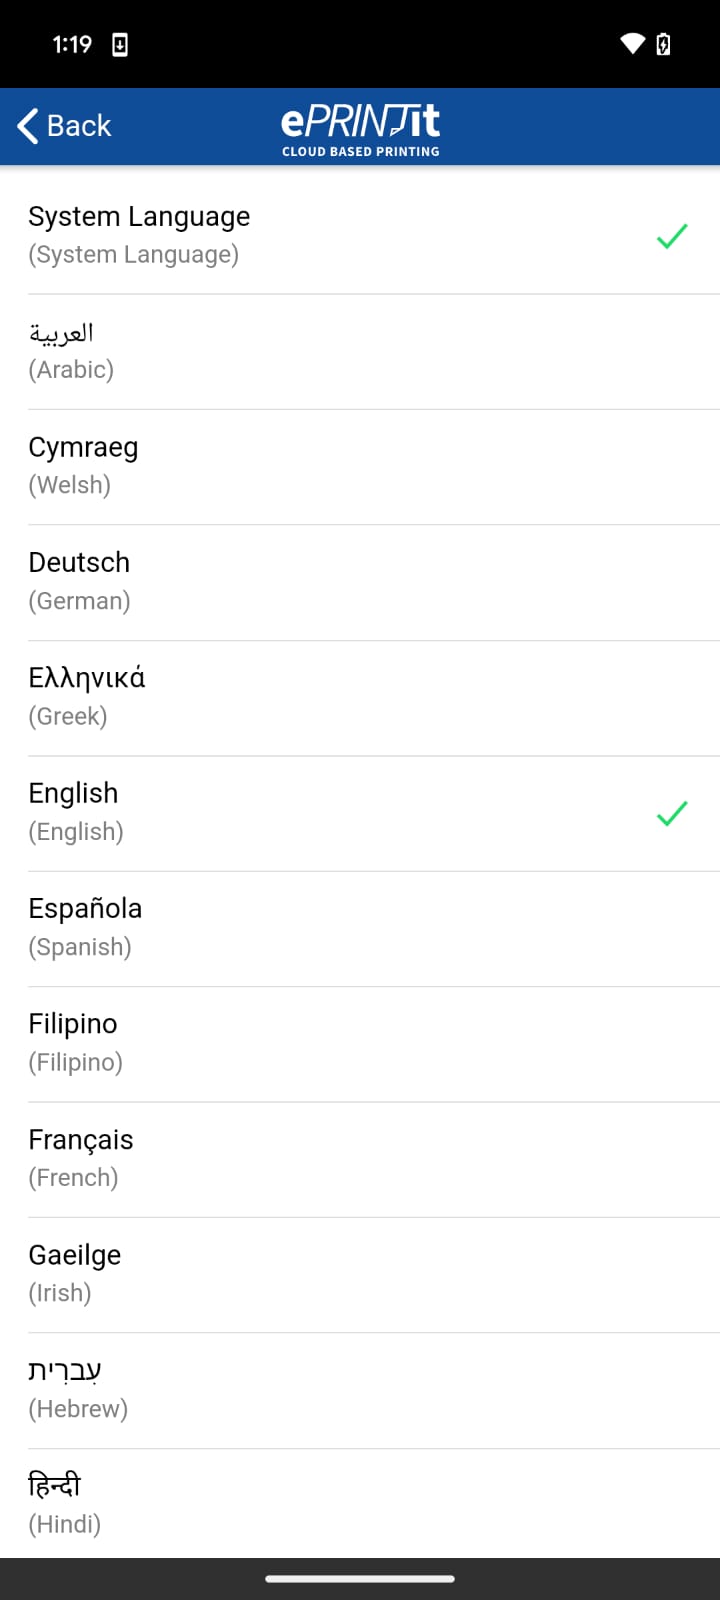 1:19
Back
ePRINTit
CLOUD BASED PRINTING
System Language
(System Language)
العربية
(Arabic)
Cymraeg
(Welsh)
Deutsch
(German)
Ελληνικά
(Greek)
English
(English)
Española
(Spanish)
Filipino
(Filipino)
Français
(French)
Gaeilge
(Irish)
עִברִית
(Hebrew)
हिन्दी
(Hindi)